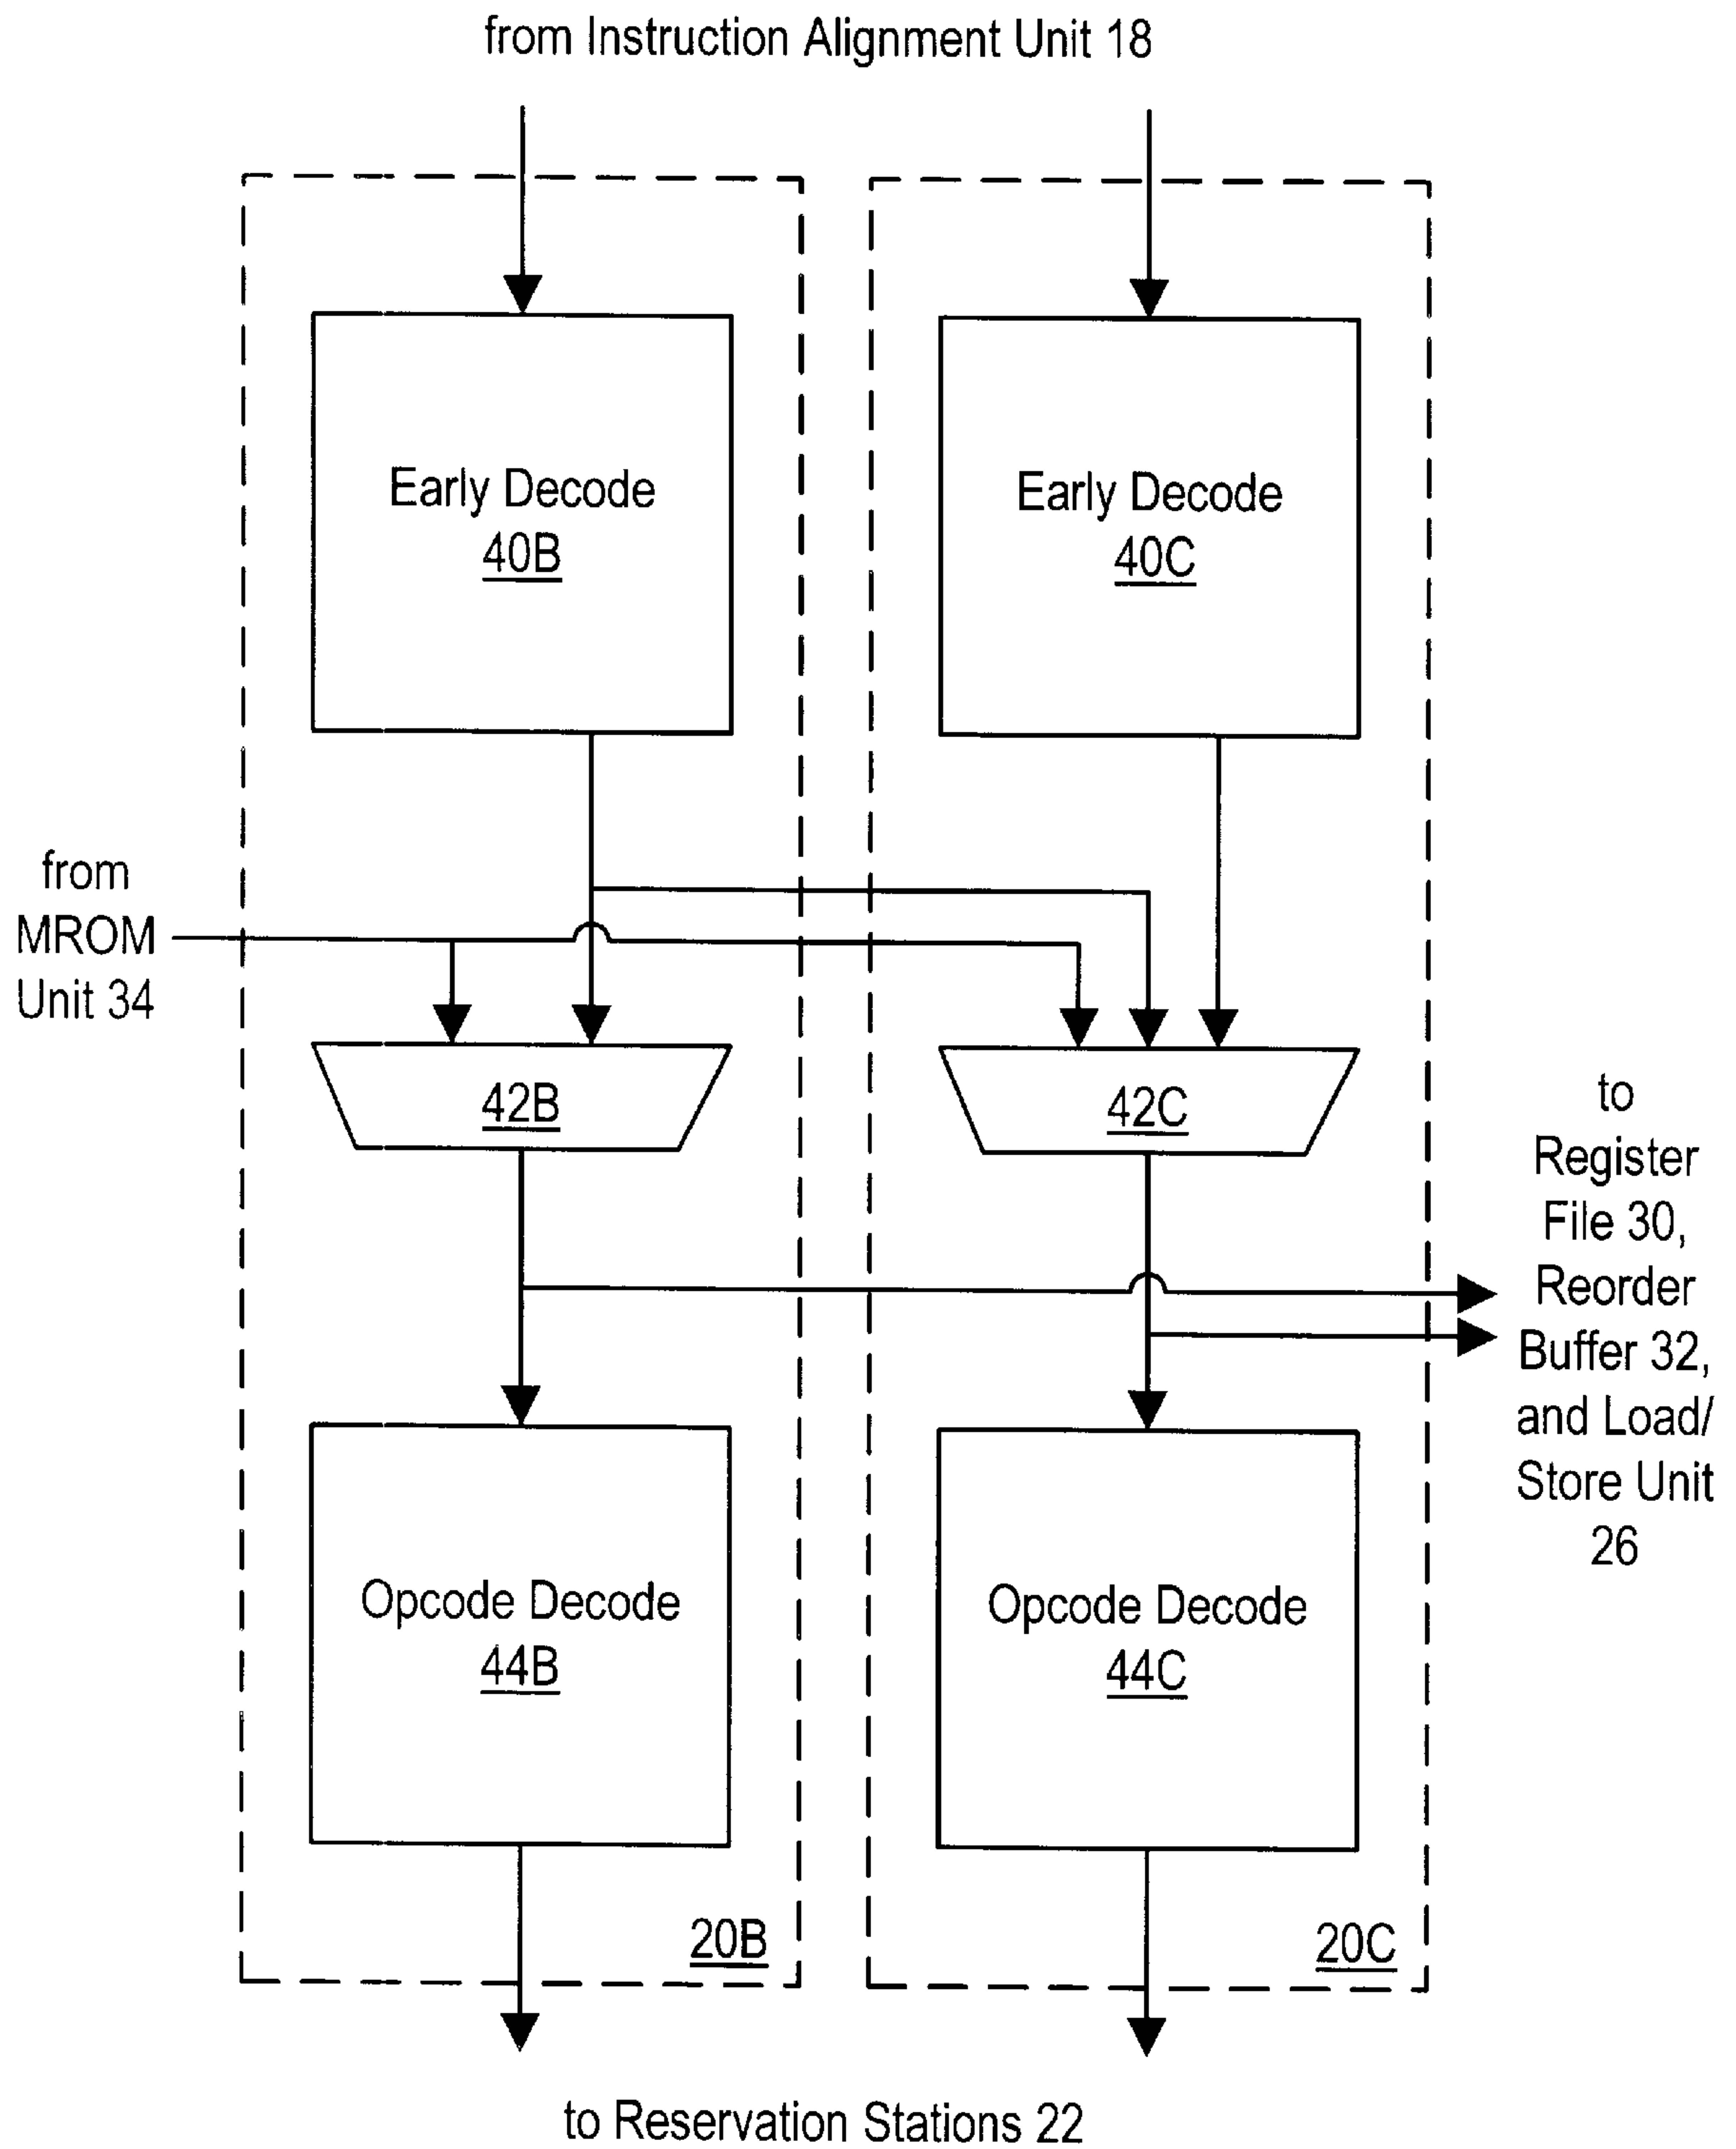 from Instruction Alignment Unit 18
Early Decode
40B
Early Decode
40C
from
MROM
Unit 34
42B
42C
to
Register
File 30,
Reorder
Buffer 32,
and Load/
Store Unit
26
Opcode Decode
44B
Opcode Decode
44C
20B
20C
to Reservation Stations 22